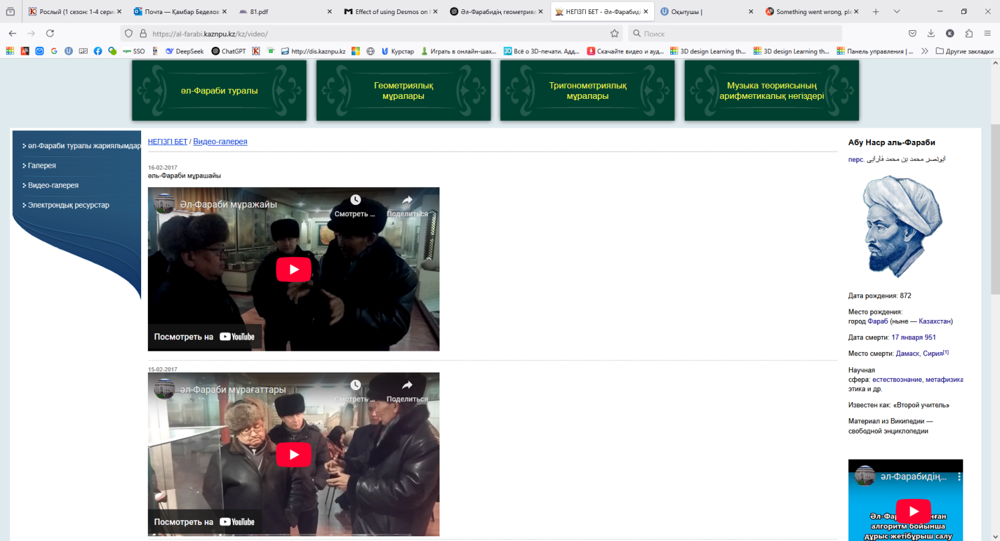 Рослый (1 сезон: 1-4 сери
Почта — Қамбар Беделов
81.pdf
Effect of using Desmos on
Әл-Фарабидің геометриял
НЕГІЗГІ БЕТ - Әл-Фарабиді
Оқытушы |
Something went wrong, ple
https://al-farabi.kaznpu.kz/kz/video/
Поиск
SSO
DeepSeek
ChatGPT
http://dis.kaznpu.kz
Курстар
Играть в онлайн-шах...
Всё о 3D-печати. Адд...
Скачайте видео и ауд...
3D design Learning th...
3D design Learning th...
Панель управления | ...
Другие закладки
әл-Фараби туралы
Геометриялық
мұралары
Тригонометриялық
мұралары
Музыка теориясының
арифметикалық негіздері
әл-Фараби туралы жариялымдар
Галерея
Видео-галерея
Электрондық ресурстар
НЕГІЗГІ БЕТ / Видео-галерея
16-02-2017
әль-Фараби мұрашайы
Әл-Фараби мұражайы
Смотреть ...
Поделиться
Посмотреть на YouTube
15-02-2017
әл-Фараби мұрағаттары
Смотреть ...
Поделиться
Посмотреть на YouTube
Абу Наср аль-Фараби
перс. ابونصر محمد بن محمد فارابی
Дата рождения: 872
Место рождения:
город Фараб (ныне — Казахстан)
Дата смерти: 17 января 951
Место смерти: Дамаск, Сирия[1]
Научная
сфера: естествознание, метафизика
этика и др.
Известен как: «Второй учитель»
Материал из Википедии —
свободной энциклопедии
әл-Фарабидің...
алгоритм бойынша
дұрыс жетібұрыш салу